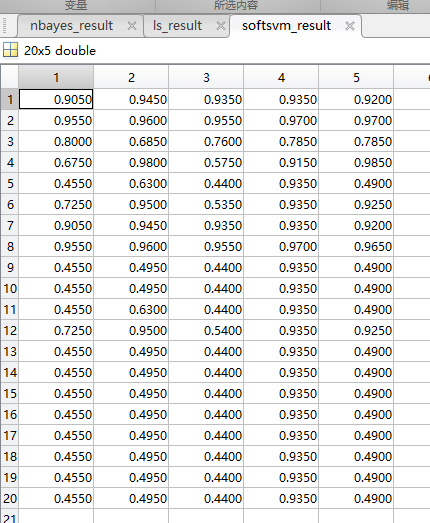 变量 所选内容 编辑
nbayes_result ls_result softsvm_result
20x5 double
1 2 3 4 5
1 0.9050 0.9450 0.9350 0.9350 0.9200
2 0.9550 0.9600 0.9550 0.9700 0.9700
3 0.8000 0.6850 0.7600 0.7850 0.7850
4 0.6750 0.9800 0.5750 0.9150 0.9850
5 0.4550 0.6300 0.4400 0.9350 0.4900
6 0.7250 0.9500 0.5350 0.9350 0.9250
7 0.9050 0.9450 0.9350 0.9350 0.9200
8 0.9550 0.9600 0.9550 0.9700 0.9650
9 0.4550 0.4950 0.4400 0.9350 0.4900
10 0.4550 0.4950 0.4400 0.9350 0.4900
11 0.4550 0.6300 0.4400 0.9350 0.4900
12 0.7250 0.9500 0.5400 0.9350 0.9250
13 0.4550 0.4950 0.4400 0.9350 0.4900
14 0.4550 0.4950 0.4400 0.9350 0.4900
15 0.4550 0.4950 0.4400 0.9350 0.4900
16 0.4550 0.4950 0.4400 0.9350 0.4900
17 0.4550 0.4950 0.4400 0.9350 0.4900
18 0.4550 0.4950 0.4400 0.9350 0.4900
19 0.4550 0.4950 0.4400 0.9350 0.4900
20 0.4550 0.4950 0.4400 0.9350 0.4900
21